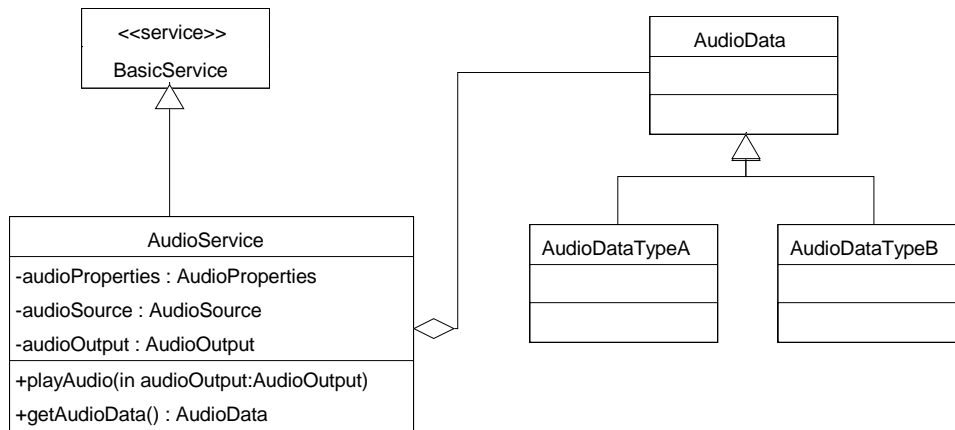 <<service>>
BasicService
AudioData
AudioService
-audioProperties : AudioProperties
-audioSource : AudioSource
-audioOutput : AudioOutput
+playAudio(in audioOutput:AudioOutput)
+getAudioData() : AudioData
AudioDataTypeA
AudioDataTypeB